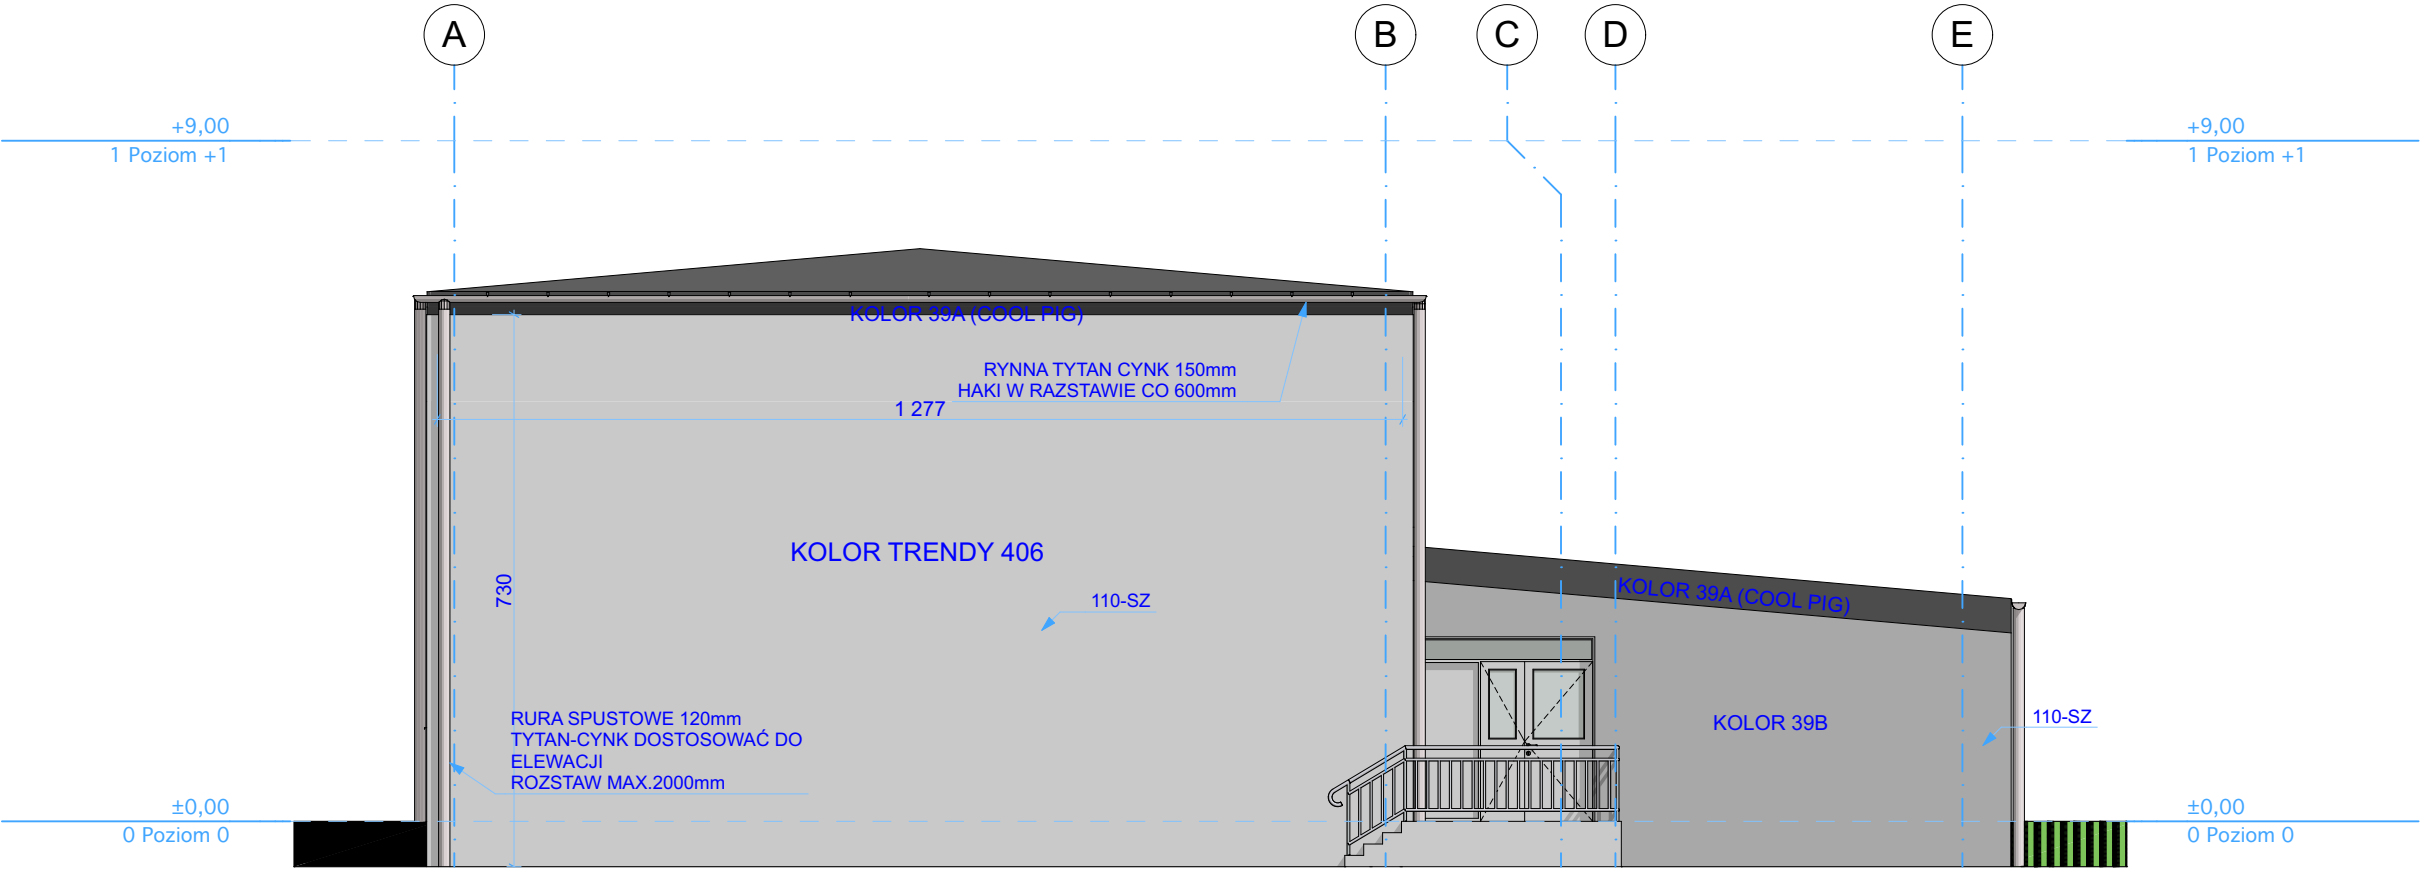 A
B
C
D
E
+9,00
1 Poziom +1
+9,00
1 Poziom +1
KOLOR 39A (COOL PIG)
RYNNA TYTAN CYNK 150mm
HAKI W RAZSTAWIE CO 600mm
1 277
KOLOR TRENDY 406
730
110-SZ
KOLOR 39A (COOL PIG)
RURA SPUSTOWE 120mm
TYTAN-CYNK DOSTOSOWAĆ DO
ELEWACJI
ROZSTAW MAX.2000mm
KOLOR 39B
110-SZ
±0,00
0 Poziom 0
±0,00
0 Poziom 0